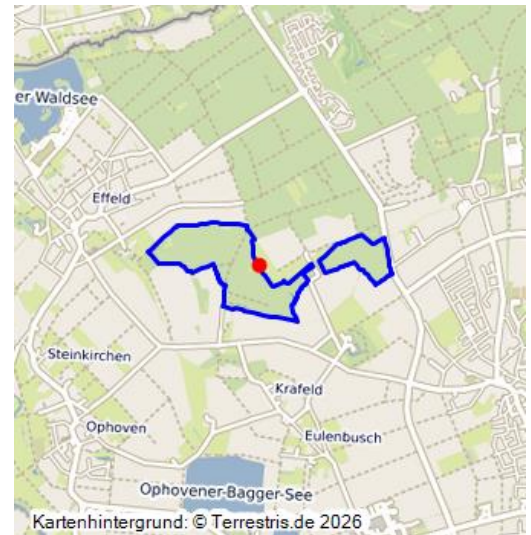 er Waldsee
Effeld
Steinkirchen
Krafeld
Ophoven
Eulenbusch
Ophovener-Bagger-See
Kartenhintergrund: © Terrestris.de 2026